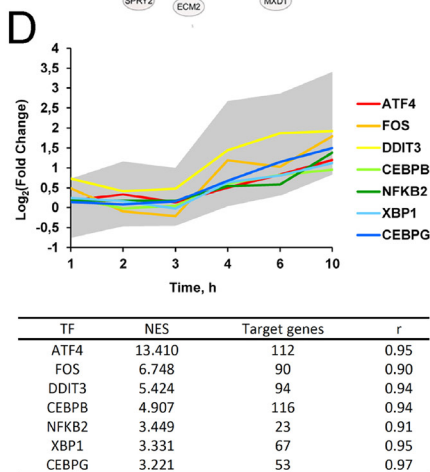 SPRY2
ECM2
MXD1
D
4
3,5
3
2,5
2
1,5
1
0,5
0
-0,5
-1
Log2(Fold Change)
1 2 3 4 6 10
Time, h
ATF4
FOS
DDIT3
CEBPB
NFKB2
XBP1
CEBPG
TF NES Target genes r
ATF4 13.410 112 0.95
FOS 6.748 90 0.90
DDIT3 5.424 94 0.94
CEBPB 4.907 116 0.94
NFKB2 3.449 23 0.91
XBP1 3.331 67 0.95
CEBPG 3.221 53 0.97